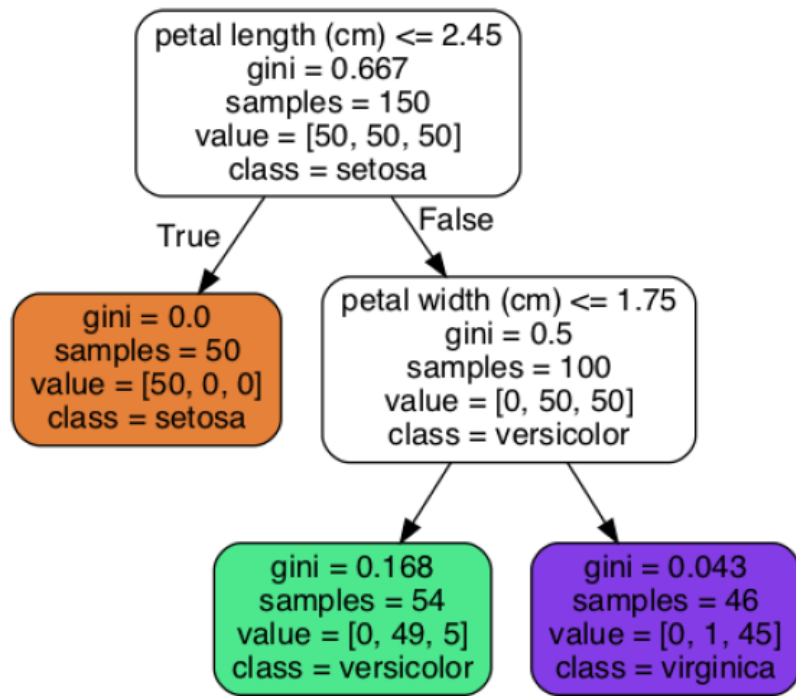 petal length (cm) <= 2.45
gini = 0.667
samples = 150
value = [50, 50, 50]
class = setosa
True
False
gini = 0.0
samples = 50
value = [50, 0, 0]
class = setosa
petal width (cm) <= 1.75
gini = 0.5
samples = 100
value = [0, 50, 50]
class = versicolor
gini = 0.168
samples = 54
value = [0, 49, 5]
class = versicolor
gini = 0.043
samples = 46
value = [0, 1, 45]
class = virginica